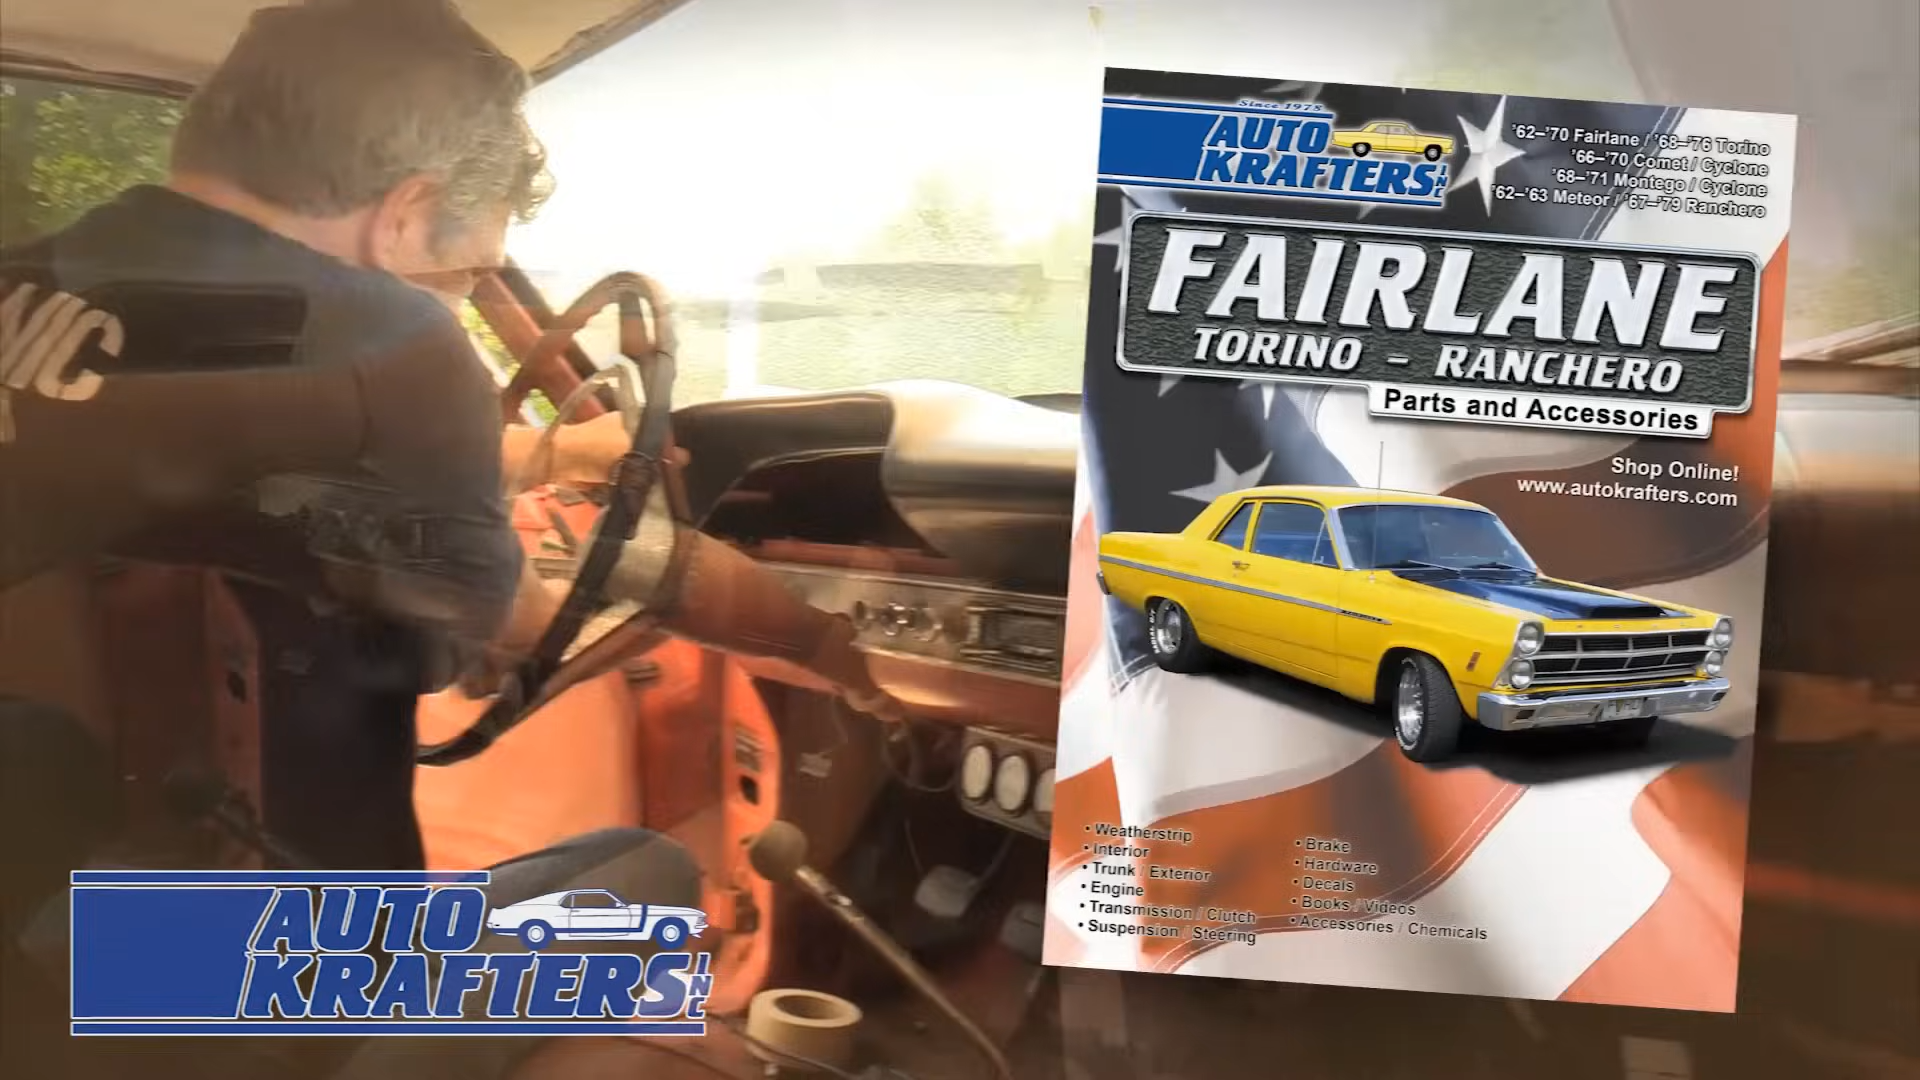 Since 1978
AUTO
KRAFTERS INC
'62–'70 Fairlane / '68–'76 Torino
'66–'70 Comet / Cyclone
'68–'71 Montego / Cyclone
'62–'63 Meteor / '67–'79 Ranchero
FAIRLANE
TORINO - RANCHERO
Parts and Accessories
Shop Online!
www.autokrafters.com
• Weatherstrip
• Interior
• Trunk / Exterior
• Engine
• Transmission / Clutch
• Suspension / Steering
• Brake
• Hardware
• Decals
• Books / Videos
• Accessories / Chemicals
AUTO
KRAFTERS INC